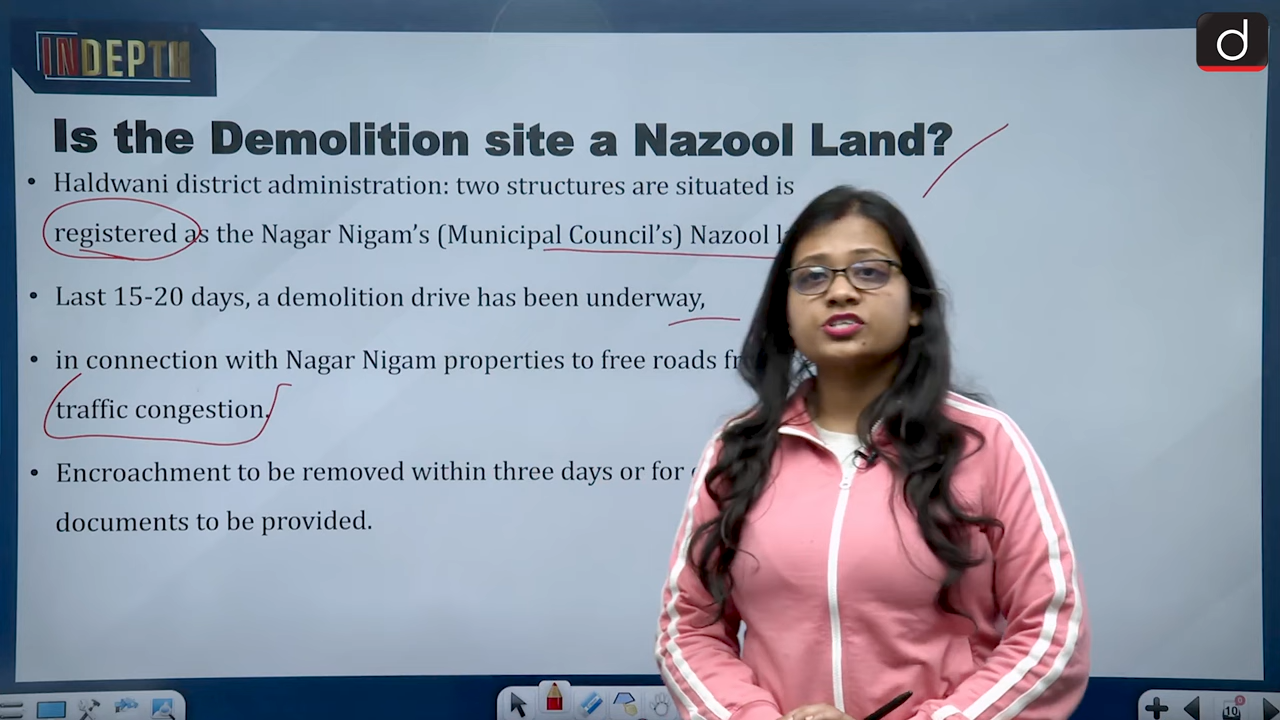 INDEPTH
d
Is the Demolition site a Nazool Land?
• Haldwani district administration: two structures are situated is
registered as the Nagar Nigam's (Municipal Council's) Nazool
• Last 15-20 days, a demolition drive has been underway,
• in connection with Nagar Nigam properties to free roads
traffic congestion.
• Encroachment to be removed within three days or for
documents to be provided.
10